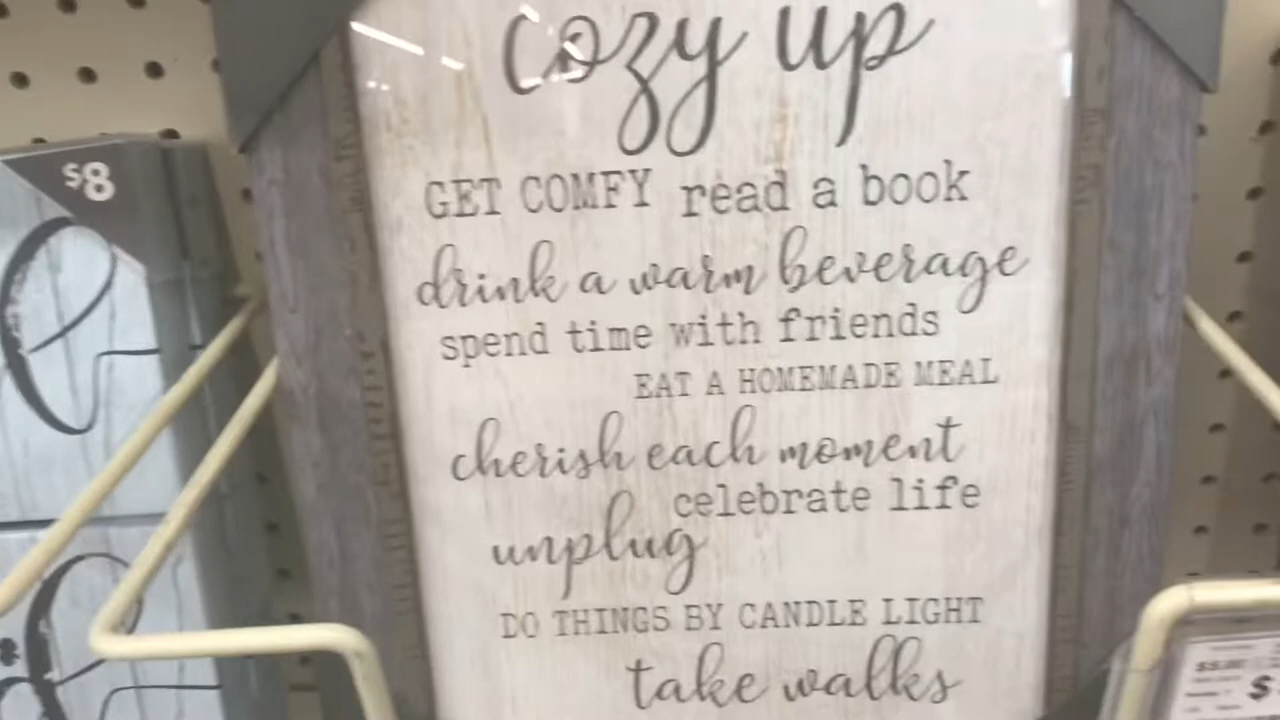 cozy up
$8
GET COMFY read a book
drink a warm beverage
spend time with friends
EAT A HOMEMADE MEAL
cherish each moment
celebrate life
unplug
DO THINGS BY CANDLE LIGHT
take walks
$